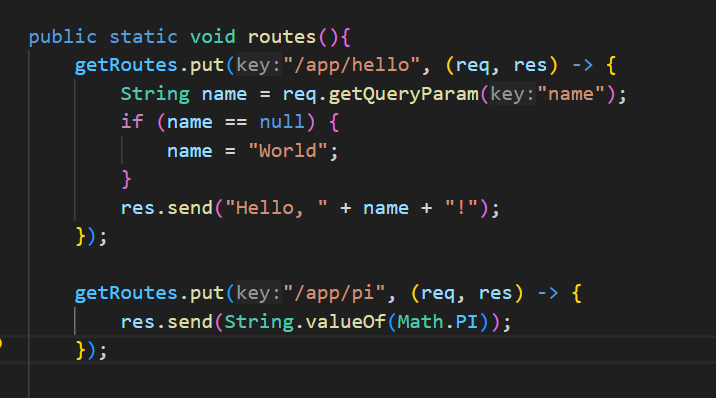 public static void routes(){
getRoutes.put(key:"/app/hello", (req, res) -> {
String name = req.getQueryParam(key:"name");
if (name == null) {
name = "World";
}
res.send("Hello, " + name + "!");
});
getRoutes.put(key:"/app/pi", (req, res) -> {
res.send(String.valueOf(Math.PI));
});